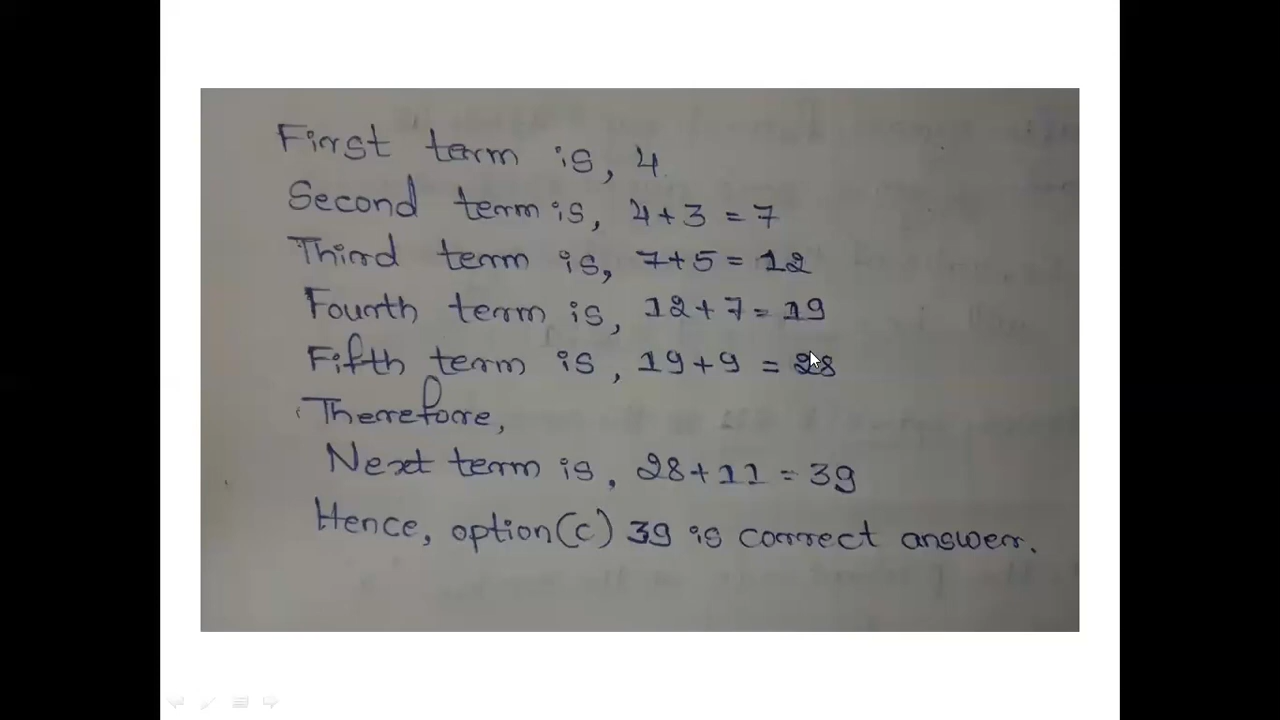 First term is, 4
Second term is, 4+3 = 7
Third term is, 7+5 = 12
Fourth term is, 12+7 = 19
Fifth term is, 19+9 = 28
Therefore,
Next term is, 28+11 = 39
Hence, option(c) 39 is correct answer.